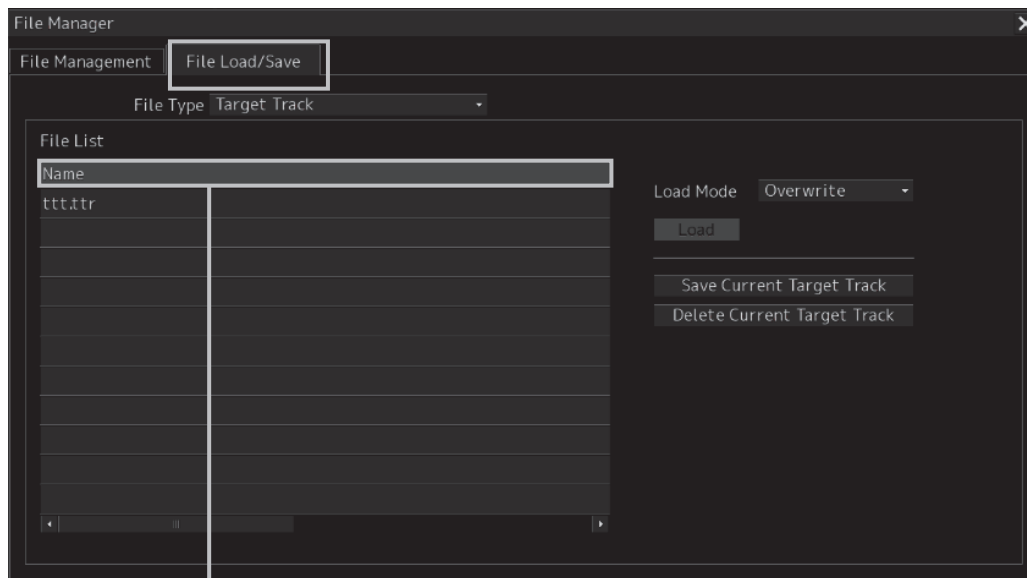 File Manager
File Management
File Load/Save
File Type Target Track
File List
Name
ttt.ttr
Load Mode Overwrite
Load
Save Current Target Track
Delete Current Target Track